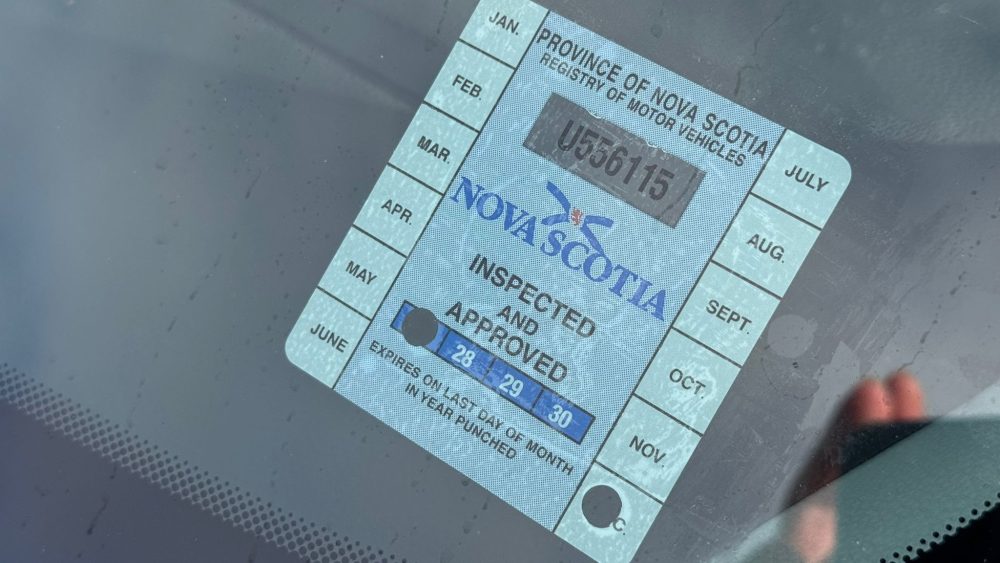 JAN.
FEB.
MAR.
APR.
MAY
JUNE
PROVINCE OF NOVA SCOTIA
REGISTRY OF MOTOR VEHICLES
U556115
NOVA SCOTIA
INSPECTED
AND
APPROVED
28 29 30
EXPIRES ON LAST DAY OF MONTH
IN YEAR PUNCHED
JULY
AUG.
SEPT.
OCT.
NOV.
C.